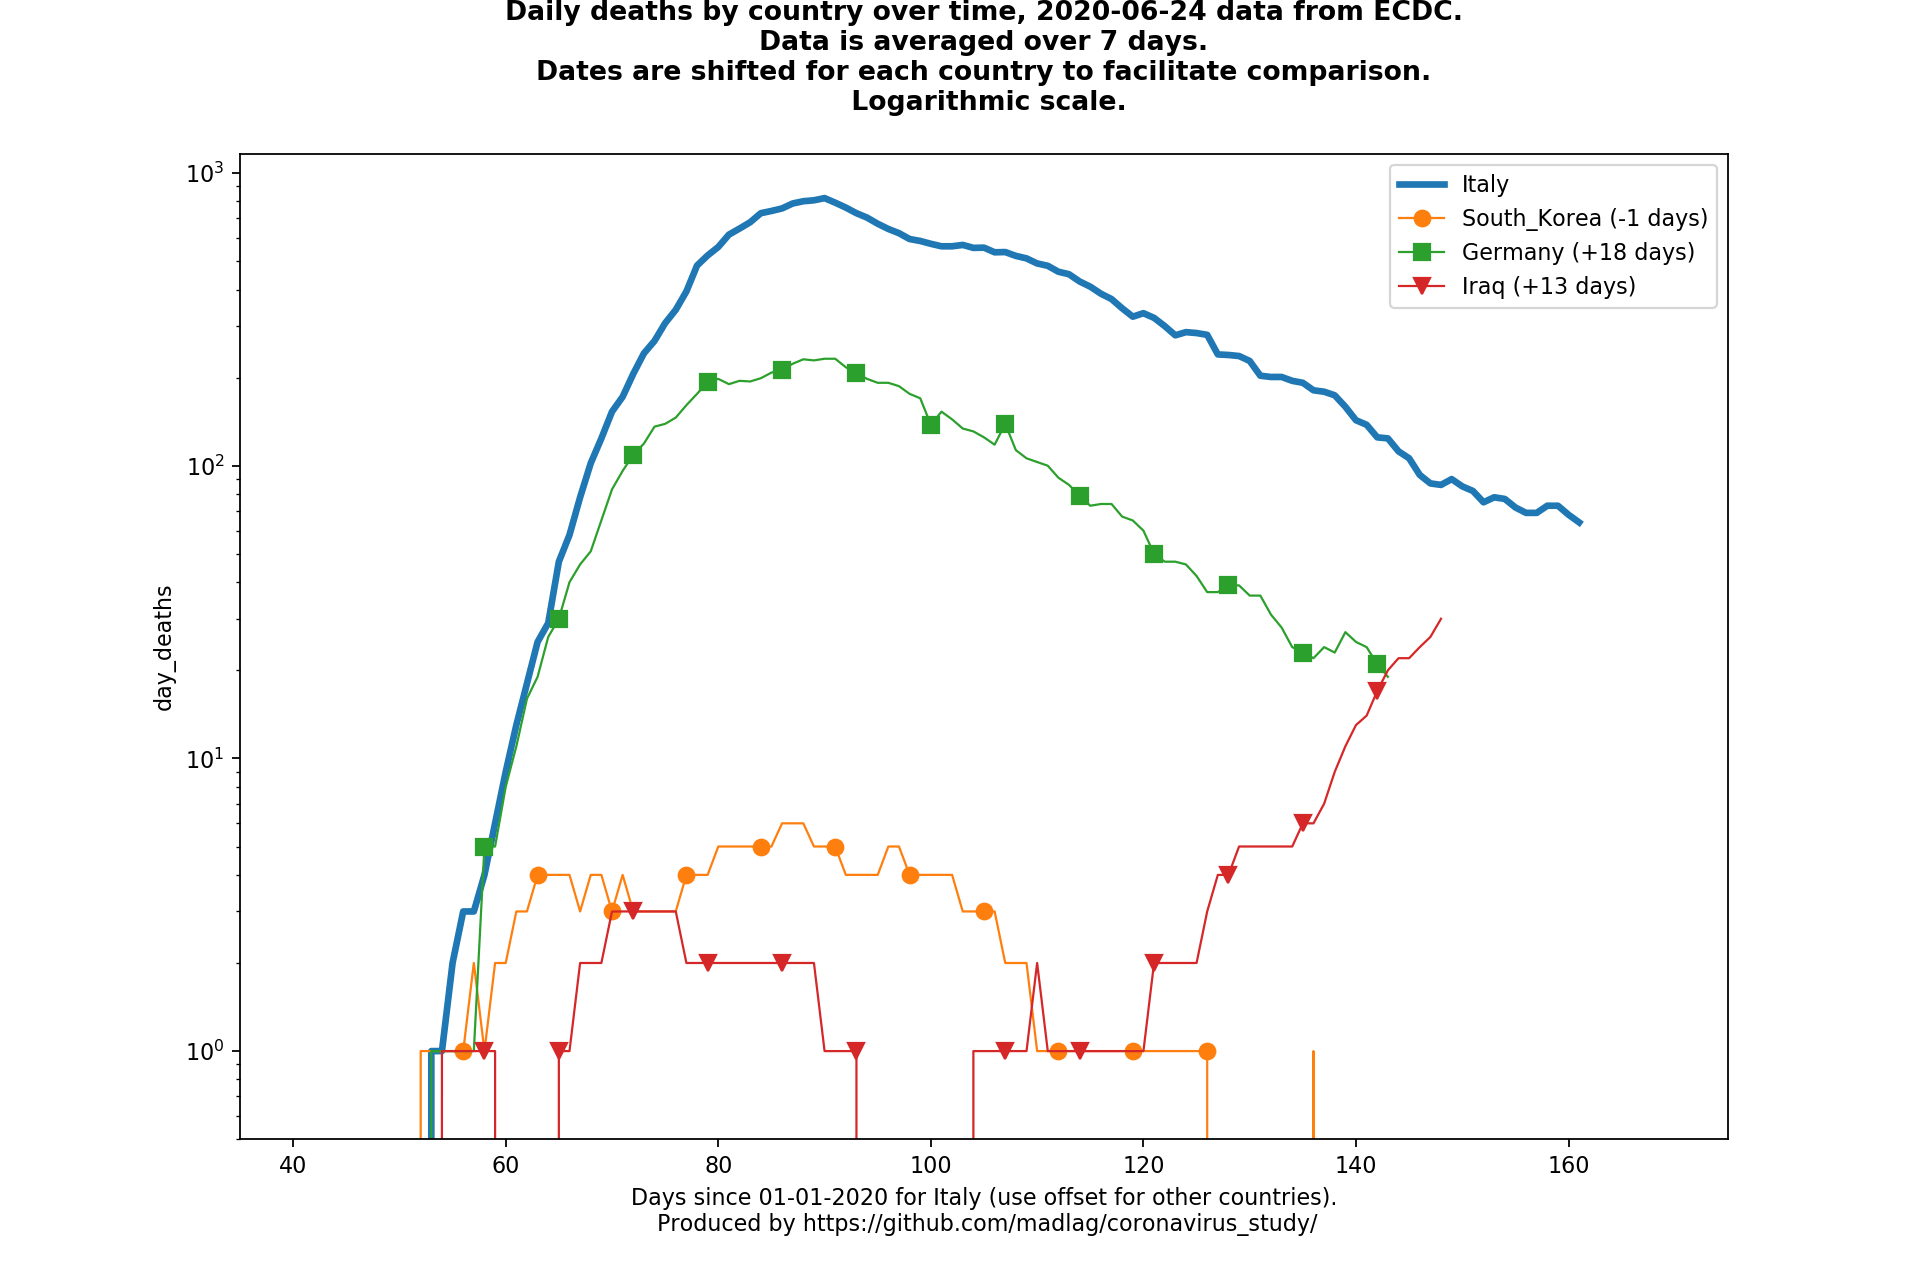 Daily deaths by country over time, 2020-06-24 data from ECDC.
Data is averaged over 7 days.
Dates are shifted for each country to facilitate comparison.
Logarithmic scale.
10³
10²
10¹
10⁰
day_deaths
Italy
South_Korea (-1 days)
Germany (+18 days)
Iraq (+13 days)
40 60 80 100 120 140 160
Days since 01-01-2020 for Italy (use offset for other countries).
Produced by https://github.com/madlag/coronavirus_study/